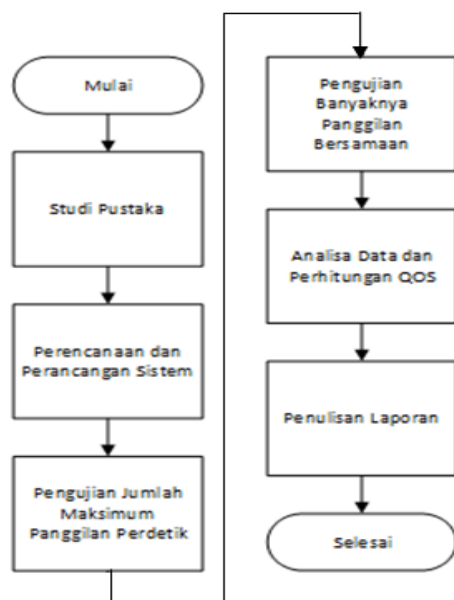 Mulai
Studi Pustaka
Perencanaan dan
Perancangan Sistem
Pengujian Jumlah
Maksimum
Panggilan Perdetik
Pengujian
Banyaknya
Panggilan
Bersamaan
Analisa Data dan
Perhitungan QOS
Penulisan Laporan
Selesai